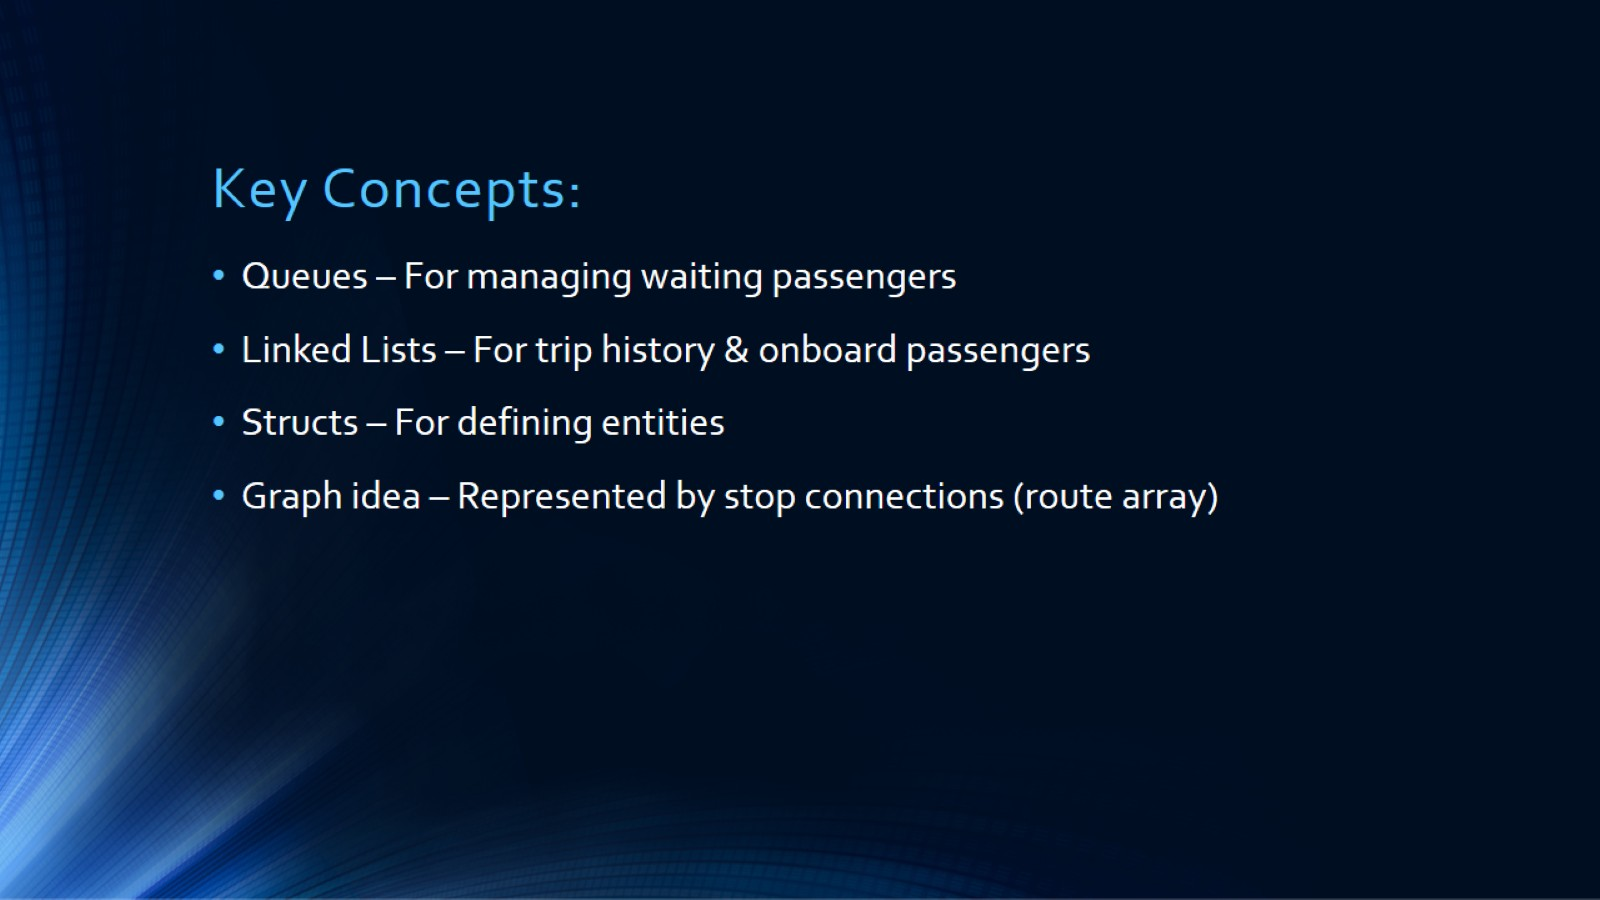 Key Concepts:
• Queues – For managing waiting passengers
• Linked Lists – For trip history & onboard passengers
• Structs – For defining entities
• Graph idea – Represented by stop connections (route array)